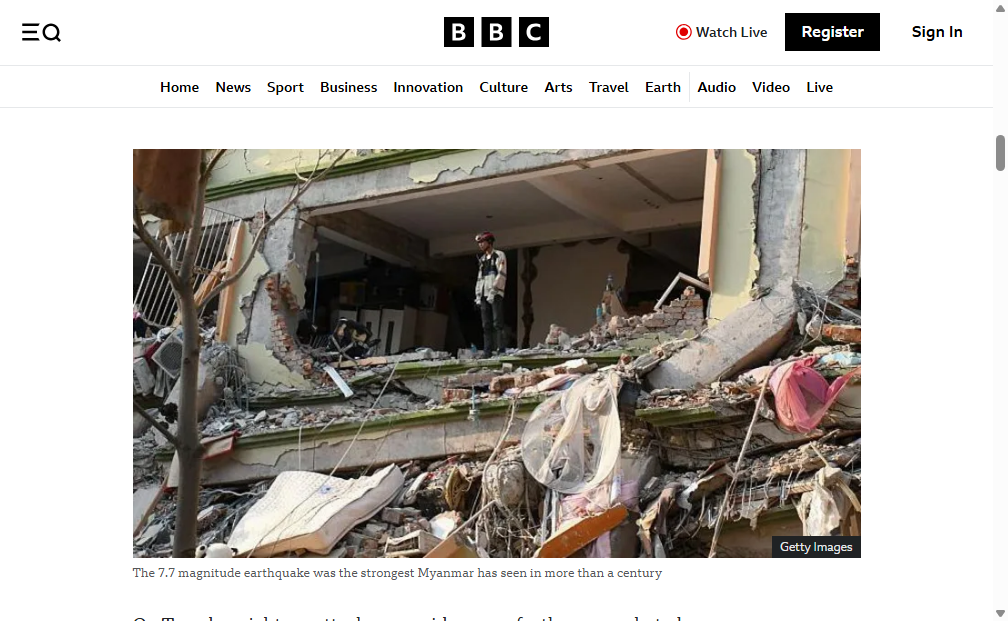 BBC
Watch Live
Register
Sign In
Home News Sport Business Innovation Culture Arts Travel Earth Audio Video Live
Getty Images
The 7.7 magnitude earthquake was the strongest Myanmar has seen in more than a century